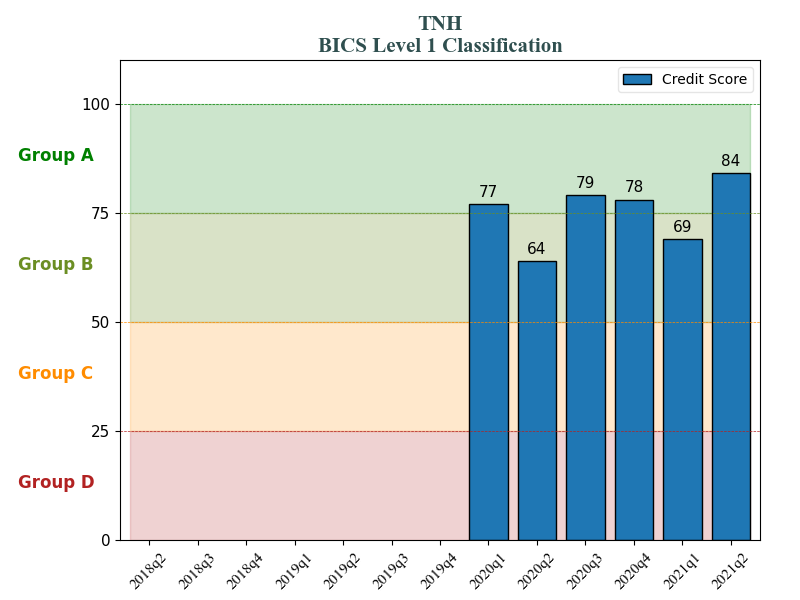 TNH
BICS Level 1 Classification
Credit Score
100
Group A
84
77
79
78
75
69
64
Group B
50
Group C
25
Group D
0
2018q2
2018q3
2018q4
2019q1
2019q2
2019q3
2019q4
2020q1
2020q2
2020q3
2020q4
2021q1
2021q2